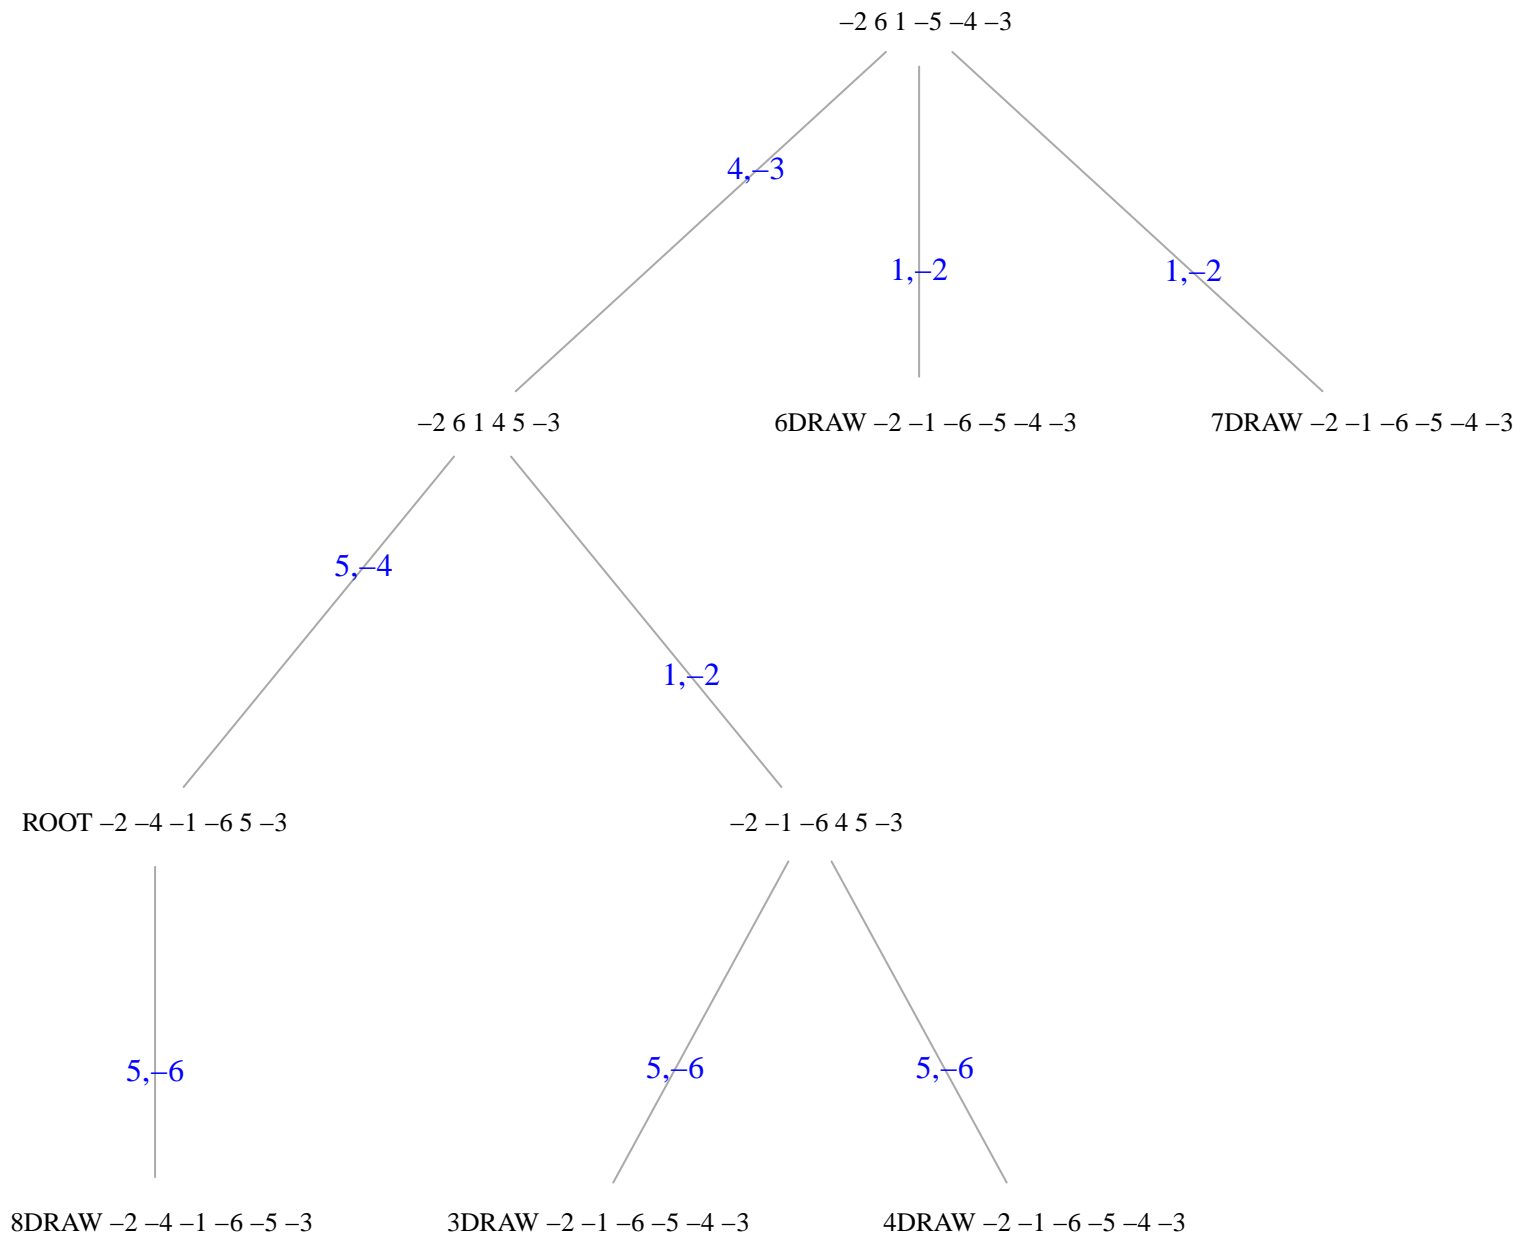 –2 6 1 –5 –4 –3
4,–3
1,–2
1,–2
–2 6 1 4 5 –3
6DRAW –2 –1 –6 –5 –4 –3
7DRAW –2 –1 –6 –5 –4 –3
5,–4
1,–2
ROOT –2 –4 –1 –6 5 –3
–2 –1 –6 4 5 –3
5,–6
5,–6
5,–6
8DRAW –2 –4 –1 –6 –5 –3
3DRAW –2 –1 –6 –5 –4 –3
4DRAW –2 –1 –6 –5 –4 –3